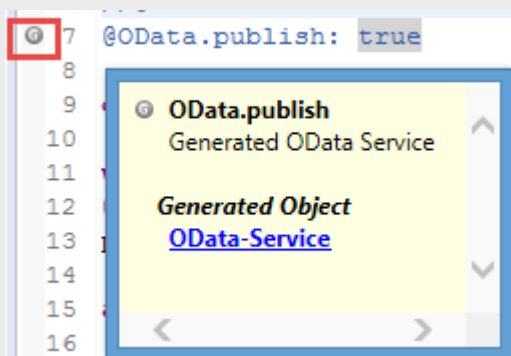 G 7 @OData.publish: true
8
9
G OData.publish
10
Generated OData Service
11
12
Generated Object
13
OData-Service
14
15
16